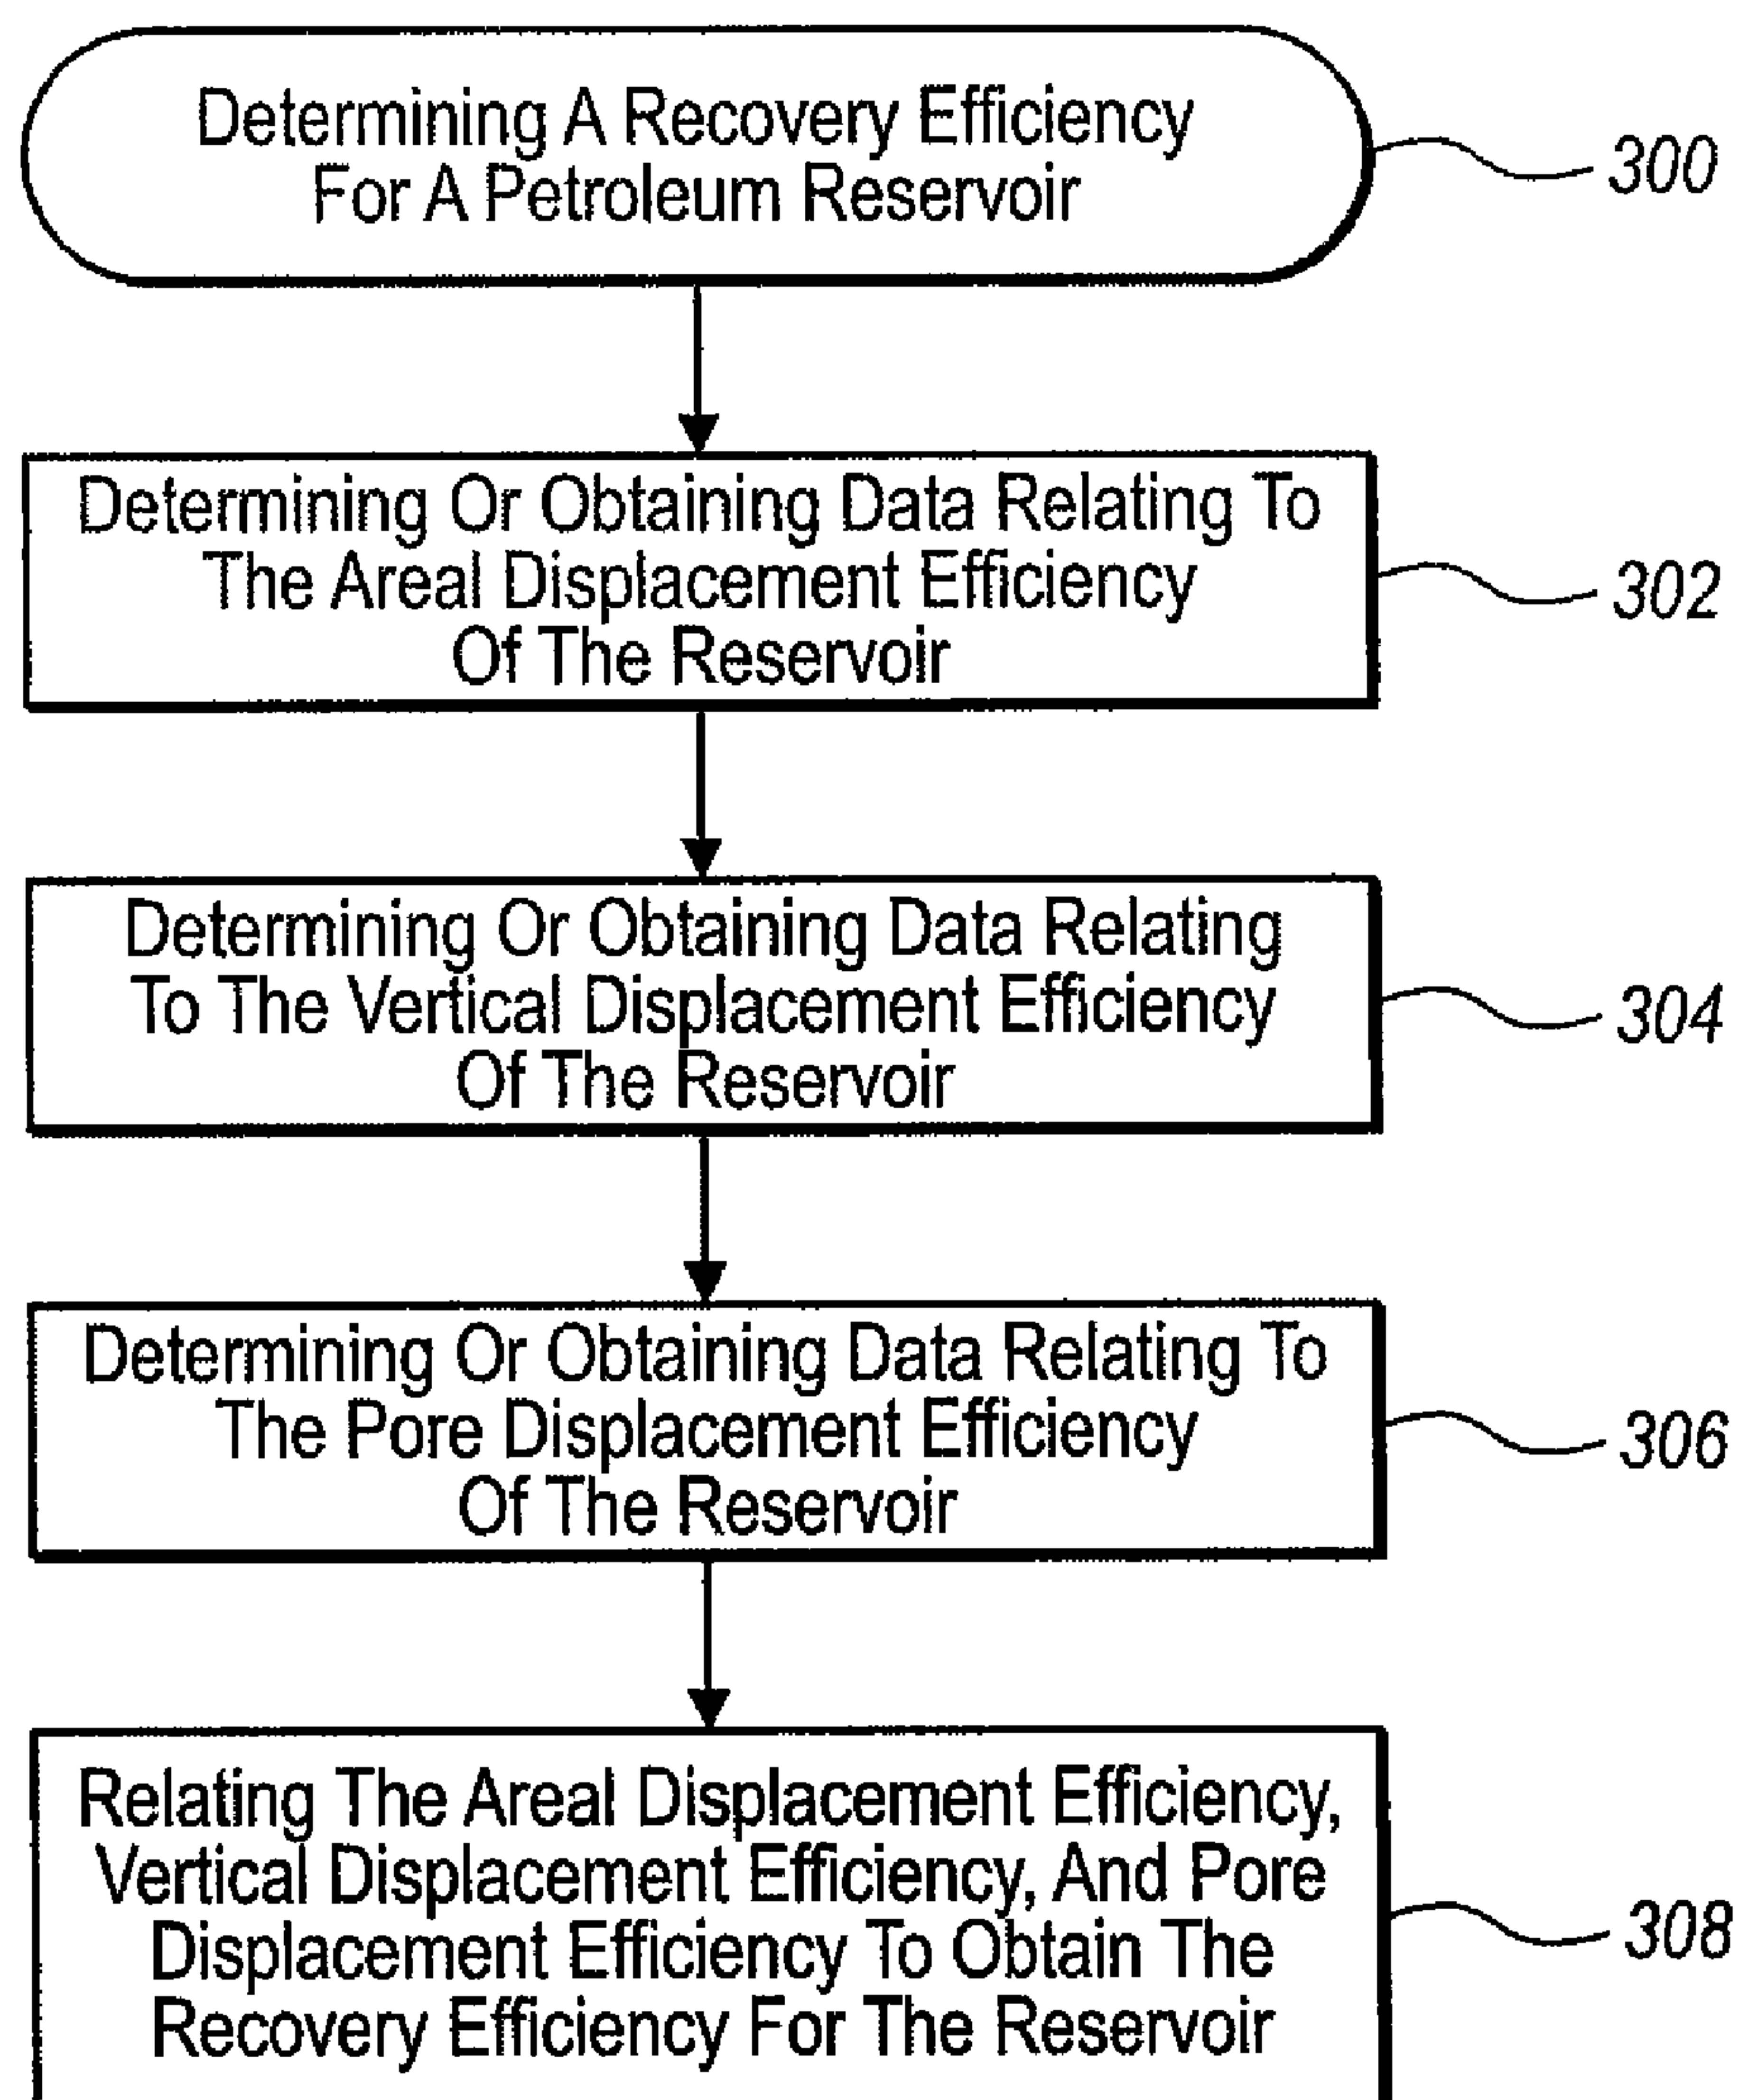 Determining A Recovery Efficiency
For A Petroleum Reservoir
300
Determining Or Obtaining Data Relating To
The Areal Displacement Efficiency
Of The Reservoir
302
Determining Or Obtaining Data Relating
To The Vertical Displacement Efficiency
Of The Reservoir
304
Determining Or Obtaining Data Relating To
The Pore Displacement Efficiency
Of The Reservoir
306
Relating The Areal Displacement Efficiency,
Vertical Displacement Efficiency, And Pore
Displacement Efficiency To Obtain The
Recovery Efficiency For The Reservoir
308